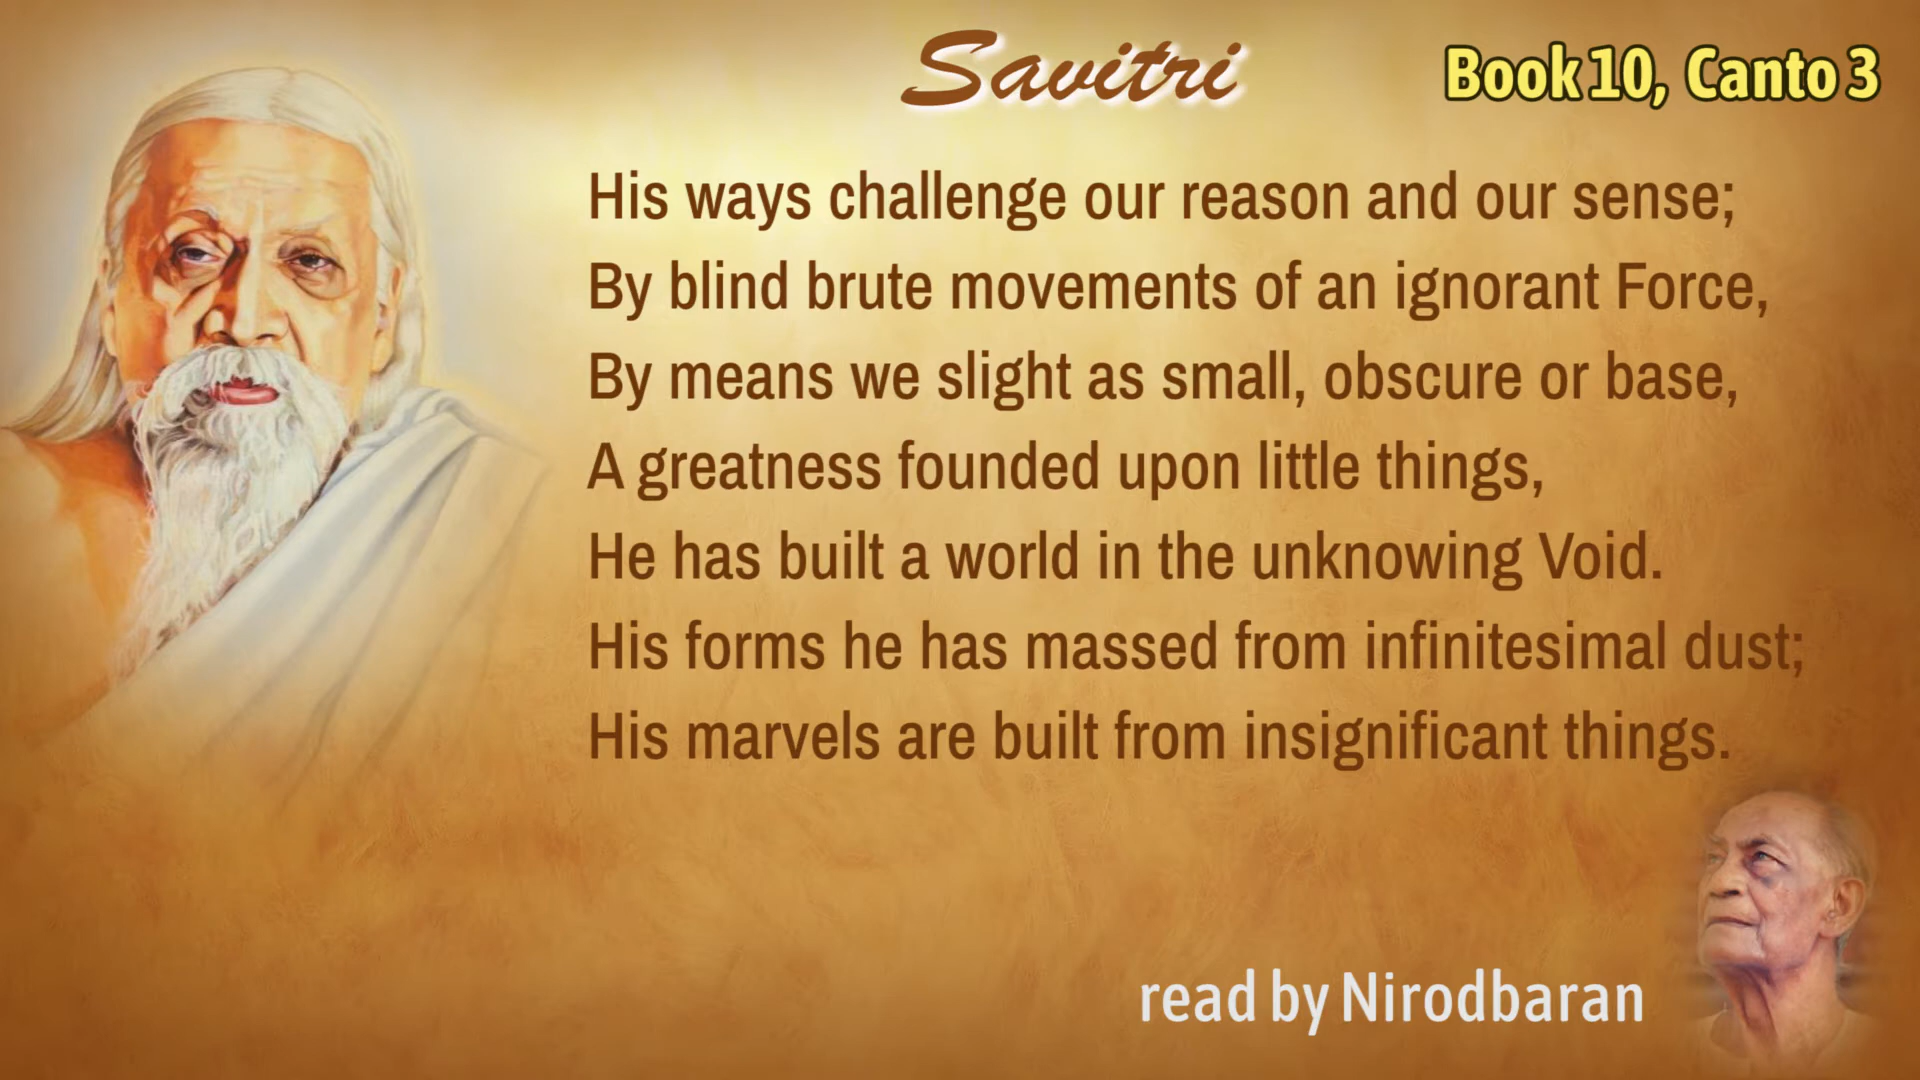 Savitri
Book 10, Canto 3
His ways challenge our reason and our sense;
By blind brute movements of an ignorant Force,
By means we slight as small, obscure or base,
A greatness founded upon little things,
He has built a world in the unknowing Void.
His forms he has massed from infinitesimal dust;
His marvels are built from insignificant things.
read by Nirodbaran